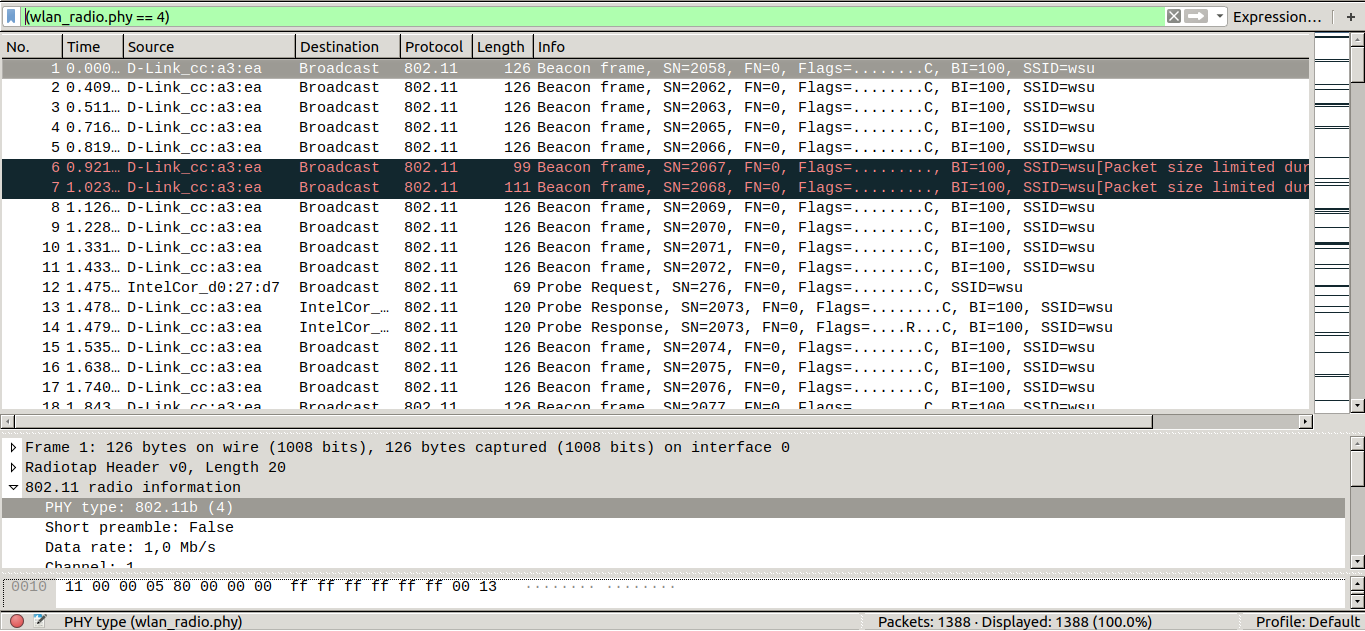 (wlan_radio.phy == 4) Expression... +
No. Time Source Destination Protocol Length Info
1 0.000... D-Link_cc:a3:ea Broadcast 802.11 126 Beacon frame, SN=2058, FN=0, Flags=........C, BI=100, SSID=wsu
2 0.409... D-Link_cc:a3:ea Broadcast 802.11 126 Beacon frame, SN=2062, FN=0, Flags=........C, BI=100, SSID=wsu
3 0.511... D-Link_cc:a3:ea Broadcast 802.11 126 Beacon frame, SN=2063, FN=0, Flags=........C, BI=100, SSID=wsu
4 0.716... D-Link_cc:a3:ea Broadcast 802.11 126 Beacon frame, SN=2065, FN=0, Flags=........C, BI=100, SSID=wsu
5 0.819... D-Link_cc:a3:ea Broadcast 802.11 126 Beacon frame, SN=2066, FN=0, Flags=........C, BI=100, SSID=wsu
6 0.921... D-Link_cc:a3:ea Broadcast 802.11 99 Beacon frame, SN=2067, FN=0, Flags=........, BI=100, SSID=wsu[Packet size limited dur
7 1.023... D-Link_cc:a3:ea Broadcast 802.11 111 Beacon frame, SN=2068, FN=0, Flags=........, BI=100, SSID=wsu[Packet size limited dur
8 1.126... D-Link_cc:a3:ea Broadcast 802.11 126 Beacon frame, SN=2069, FN=0, Flags=........C, BI=100, SSID=wsu
9 1.228... D-Link_cc:a3:ea Broadcast 802.11 126 Beacon frame, SN=2070, FN=0, Flags=........C, BI=100, SSID=wsu
10 1.331... D-Link_cc:a3:ea Broadcast 802.11 126 Beacon frame, SN=2071, FN=0, Flags=........C, BI=100, SSID=wsu
11 1.433... D-Link_cc:a3:ea Broadcast 802.11 126 Beacon frame, SN=2072, FN=0, Flags=........C, BI=100, SSID=wsu
12 1.475... IntelCor_d0:27:d7 Broadcast 802.11 69 Probe Request, SN=276, FN=0, Flags=........C, SSID=wsu
13 1.478... D-Link_cc:a3:ea IntelCor_... 802.11 120 Probe Response, SN=2073, FN=0, Flags=........C, BI=100, SSID=wsu
14 1.479... D-Link_cc:a3:ea IntelCor_... 802.11 120 Probe Response, SN=2073, FN=0, Flags=....R...C, BI=100, SSID=wsu
15 1.535... D-Link_cc:a3:ea Broadcast 802.11 126 Beacon frame, SN=2074, FN=0, Flags=........C, BI=100, SSID=wsu
16 1.638... D-Link_cc:a3:ea Broadcast 802.11 126 Beacon frame, SN=2075, FN=0, Flags=........C, BI=100, SSID=wsu
17 1.740... D-Link_cc:a3:ea Broadcast 802.11 126 Beacon frame, SN=2076, FN=0, Flags=........C, BI=100, SSID=wsu
18 1.843... D-Link_cc:a3:ea Broadcast 802.11 126 Beacon frame, SN=2077, FN=0, Flags=........C, BI=100, SSID=wsu
Frame 1: 126 bytes on wire (1008 bits), 126 bytes captured (1008 bits) on interface 0
Radiotap Header v0, Length 20
802.11 radio information
PHY type: 802.11b (4)
Short preamble: False
Data rate: 1,0 Mb/s
Channel: 1
0010 11 00 00 05 80 00 00 00 ff ff ff ff ff ff 00 13 ........ ........
PHY type (wlan_radio.phy) Packets: 1388 · Displayed: 1388 (100.0%) Profile: Default